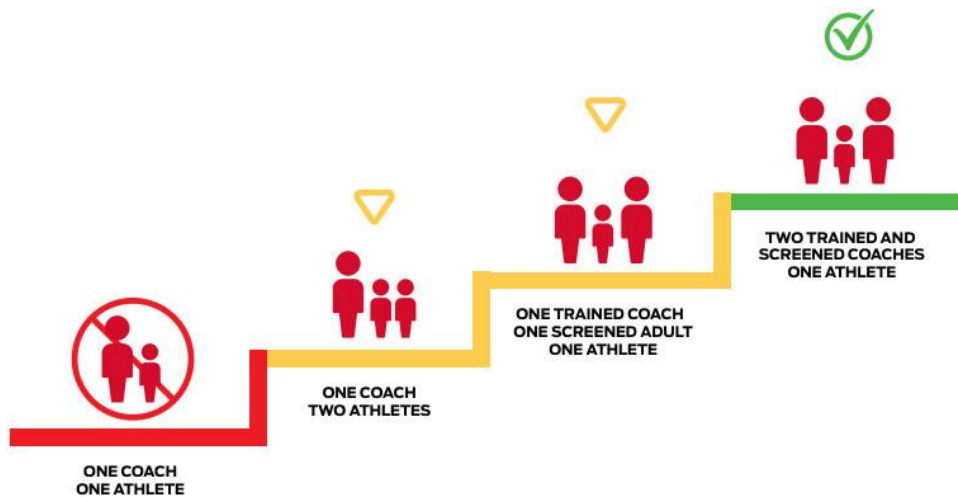 ONE COACH
ONE ATHLETE
ONE COACH
TWO ATHLETES
ONE TRAINED COACH
ONE SCREENED ADULT
ONE ATHLETE
TWO TRAINED AND
SCREENED COACHES
ONE ATHLETE